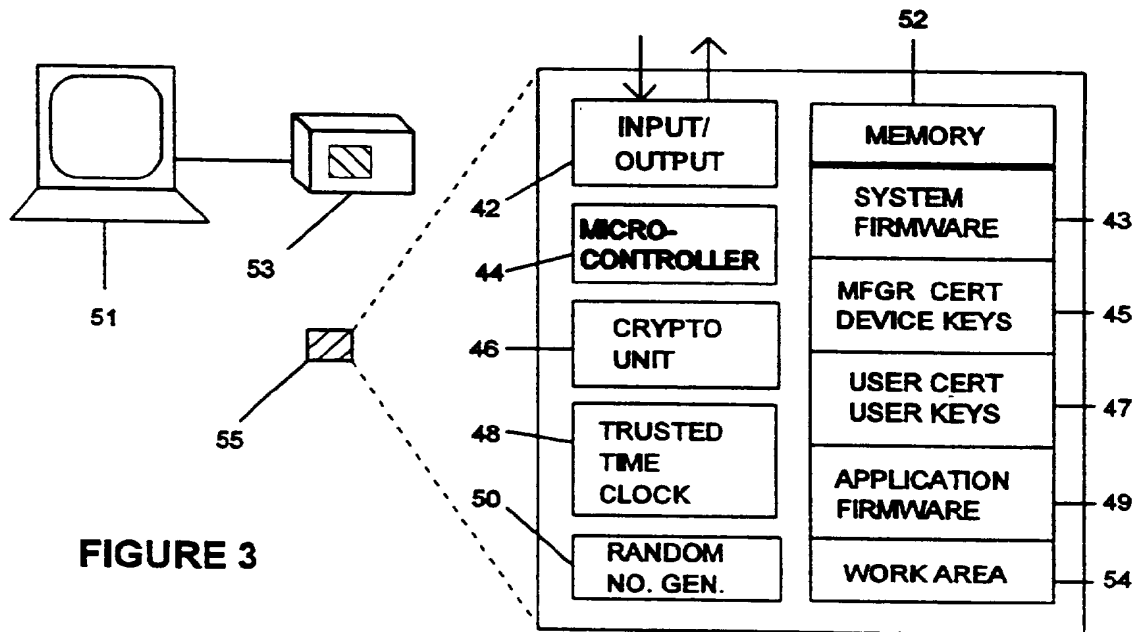 52
INPUT/
OUTPUT
MEMORY
42
SYSTEM
FIRMWARE
43
MICRO-
CONTROLLER
44
MFGR CERT
DEVICE KEYS
45
53
51
CRYPTO
UNIT
46
USER CERT
USER KEYS
47
55
48
TRUSTED
TIME
CLOCK
APPLICATION
FIRMWARE
49
50
FIGURE 3
RANDOM
NO. GEN.
WORK AREA
54